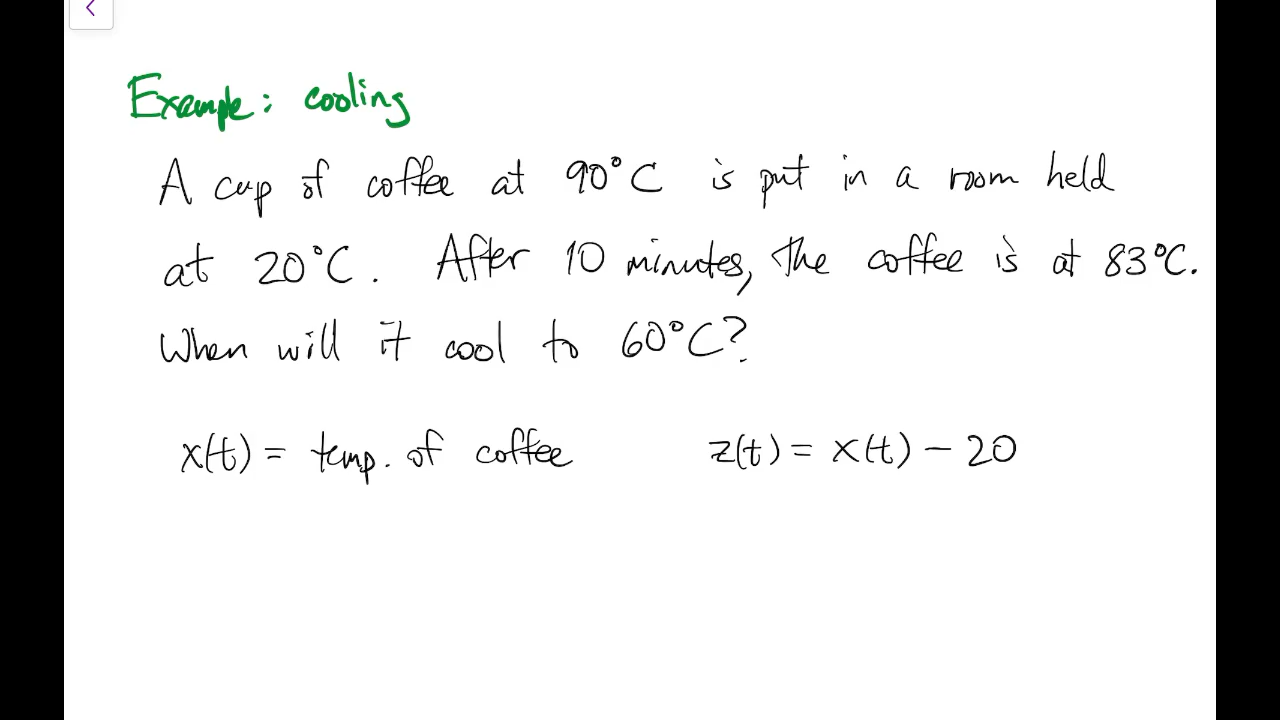 Example: cooling
A cup of coffee at 90°C is put in a room held
at 20°C. After 10 minutes, the coffee is at 83°C.
When will it cool to 60°C?
x(t) = temp. of coffee z(t) = x(t) - 20